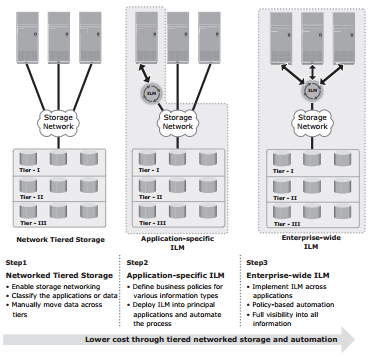 ILM
ILM
Storage
Network
Storage
Network
Storage
Network
Tier - I
Tier - II
Tier - III
Tier - I
Tier - II
Tier - III
Tier - I
Tier - II
Tier - III
Network Tiered Storage
Application-specific
ILM
Enterprise-wide
ILM
Step1
Networked Tiered Storage
• Enable storage networking
• Classify the applications or data
• Manually move data across
tiers
Step2
Application-specific ILM
• Define business policies for
various information types
• Deploy ILM into principal
applications and automate
the process
Step3
Enterprise-wide ILM
• Implement ILM across
applications
• Policy-based automation
• Full visibility into all
information
Lower cost through tiered networked storage and automation